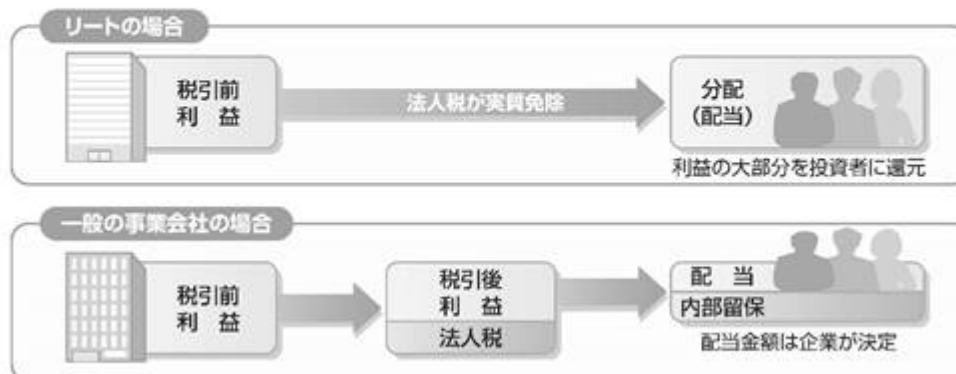 リートの場合
税引前
利益
法人税が実質免除
分配
(配当)
利益の大部分を投資者に還元
一般の事業会社の場合
税引前
利益
税引後
利益
法人税
配当
内部留保
配当金額は企業が決定